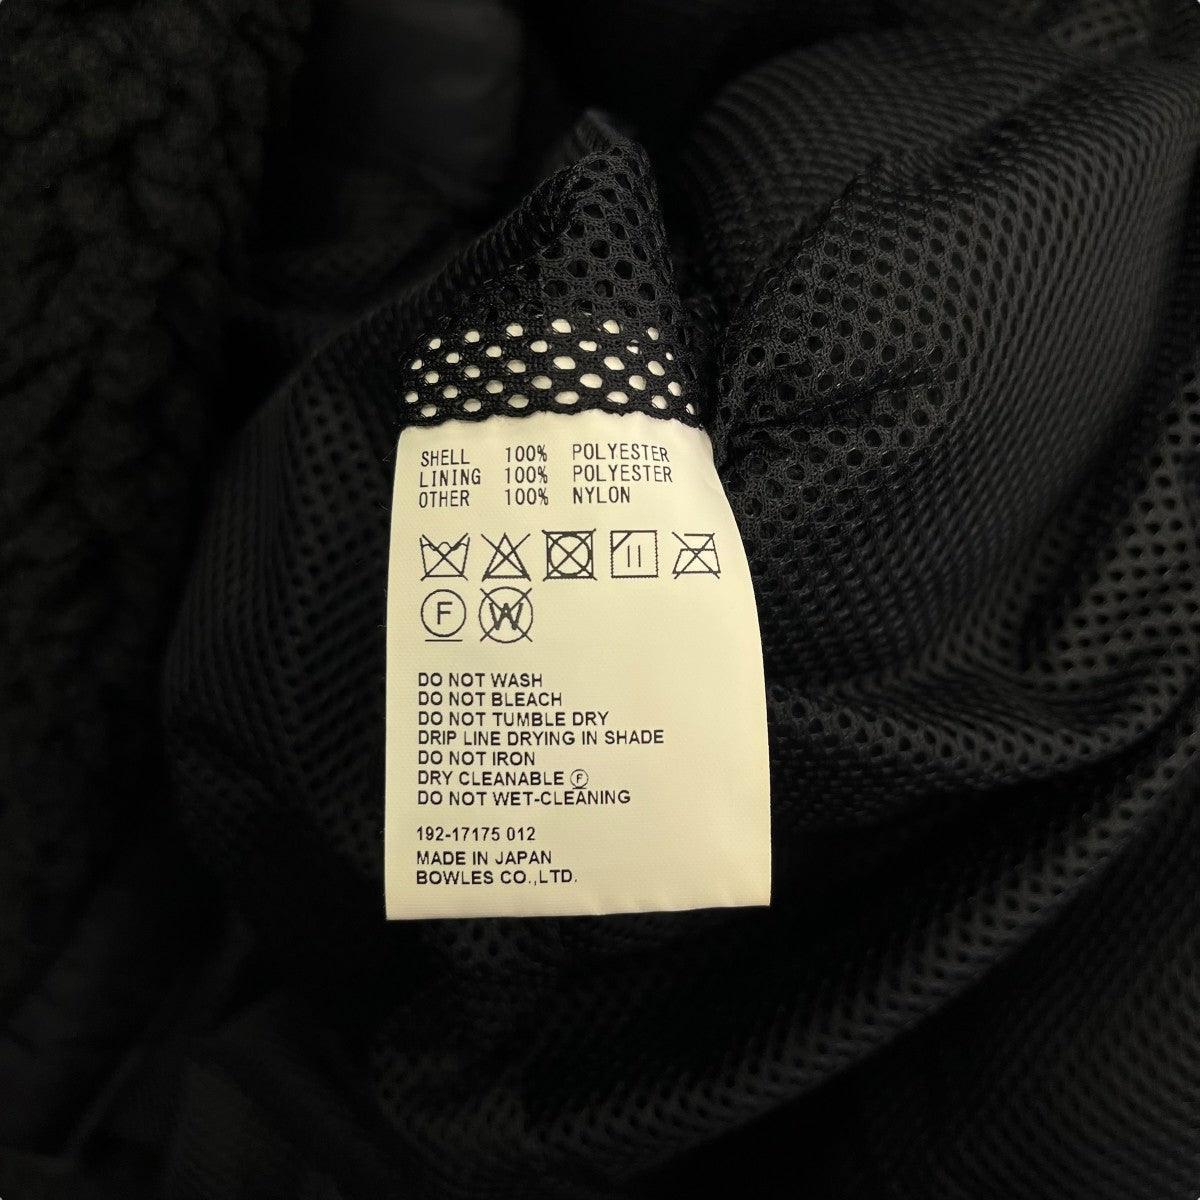 SHELL 100% POLYESTER
LINING 100% POLYESTER
OTHER 100% NYLON
F W
DO NOT WASH
DO NOT BLEACH
DO NOT TUMBLE DRY
DRIP LINE DRYING IN SHADE
DO NOT IRON
DRY CLEANABLE Ⓕ
DO NOT WET-CLEANING
192-17175 012
MADE IN JAPAN
BOWLES CO.,LTD.